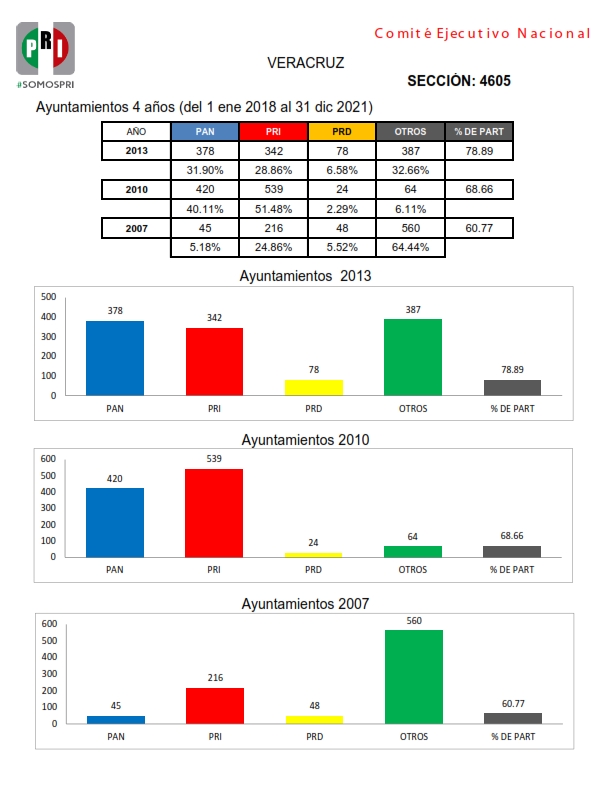 Comité Ejecutivo Nacional
PRI
#SOMOSPRI
VERACRUZ
SECCIÓN: 4605
Ayuntamientos 4 años (del 1 ene 2018 al 31 dic 2021)
AÑO PAN PRI PRD OTROS % DE PART
2013 378 342 78 387 78.89
31.90% 28.86% 6.58% 32.66%
2010 420 539 24 64 68.66
40.11% 51.48% 2.29% 6.11%
2007 45 216 48 560 60.77
5.18% 24.86% 5.52% 64.44%
Ayuntamientos 2013
500
400
300
200
100
0
378 342 78 387 78.89
PAN PRI PRD OTROS % DE PART
Ayuntamientos 2010
600
500
400
300
200
100
0
420 539 24 64 68.66
PAN PRI PRD OTROS % DE PART
Ayuntamientos 2007
600
500
400
300
200
100
0
45 216 48 560 60.77
PAN PRI PRD OTROS % DE PART